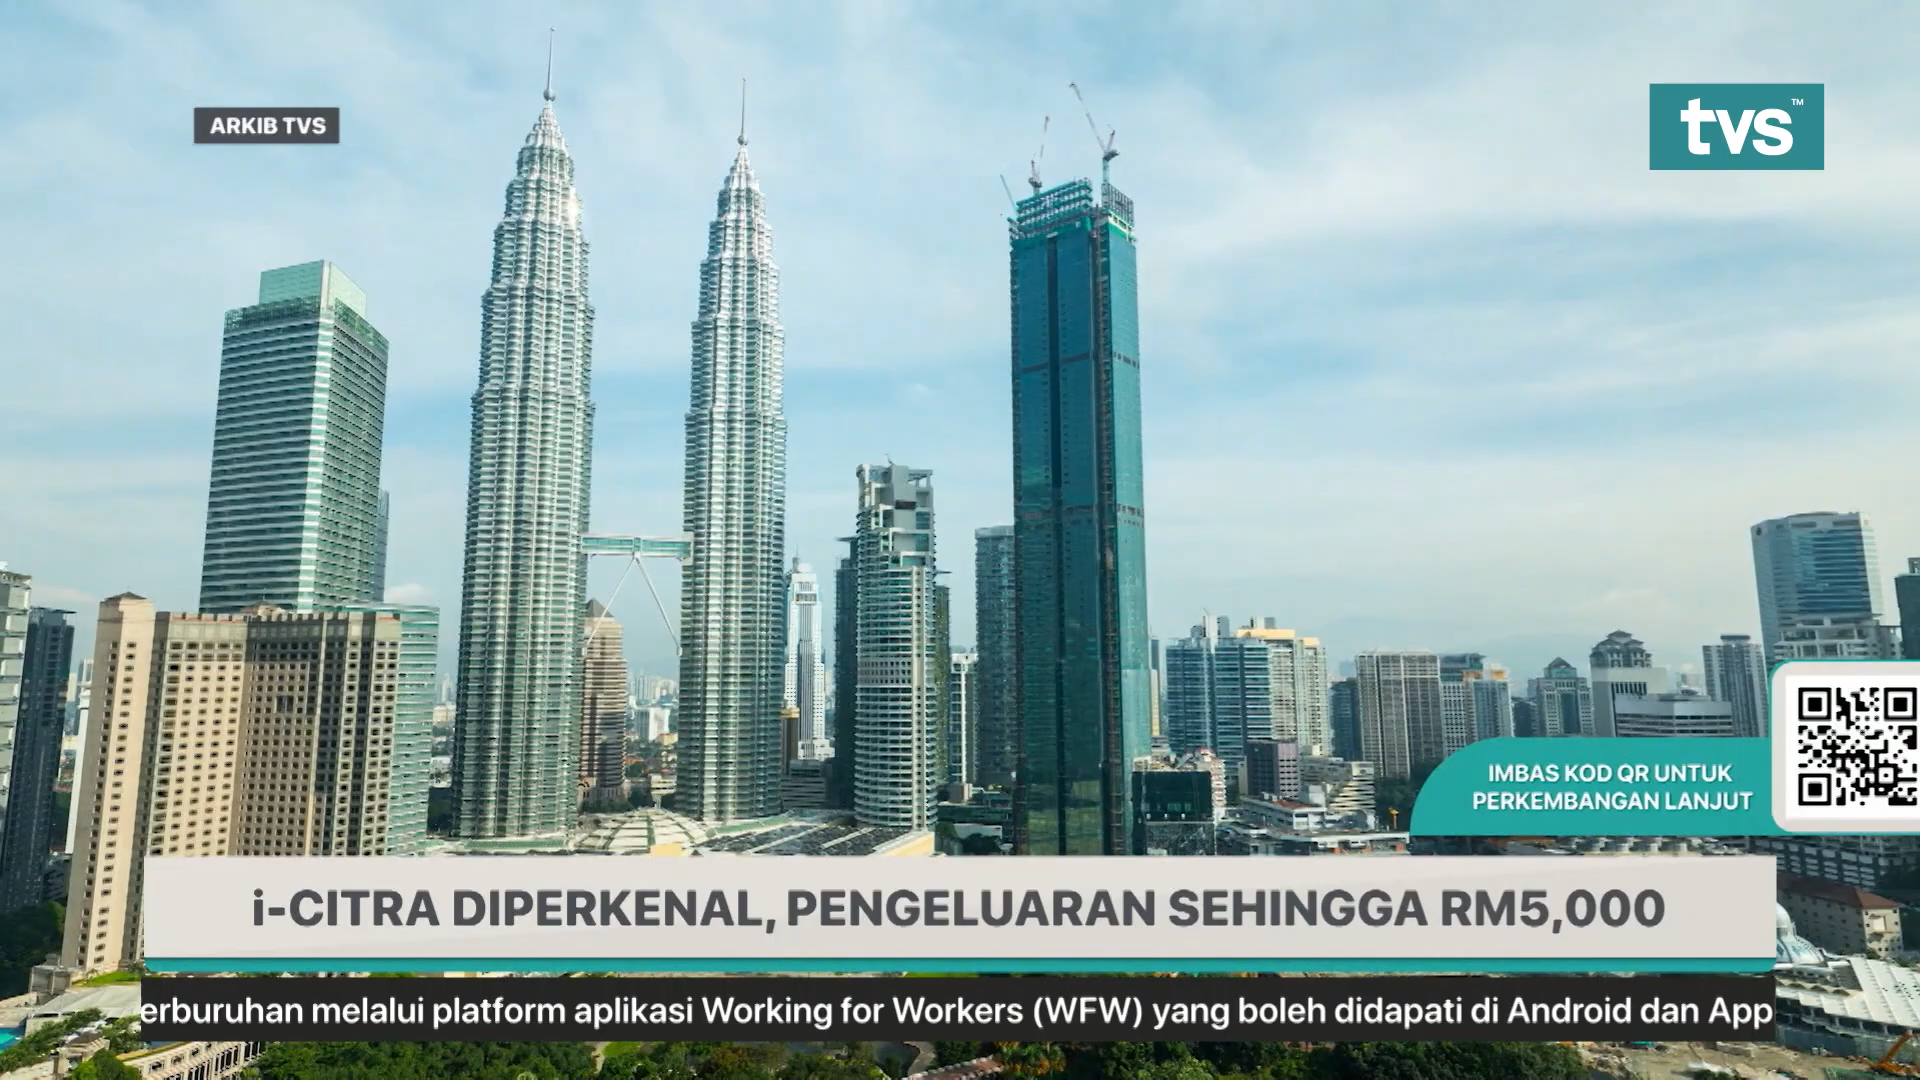 ARKIB TVS
tvs™
IMBAS KOD QR UNTUK
PERKEMBANGAN LANJUT
i-CITRA DIPERKENAL, PENGELUARAN SEHINGGA RM5,000
erburuhan melalui platform aplikasi Working for Workers (WFW) yang boleh didapati di Android dan App